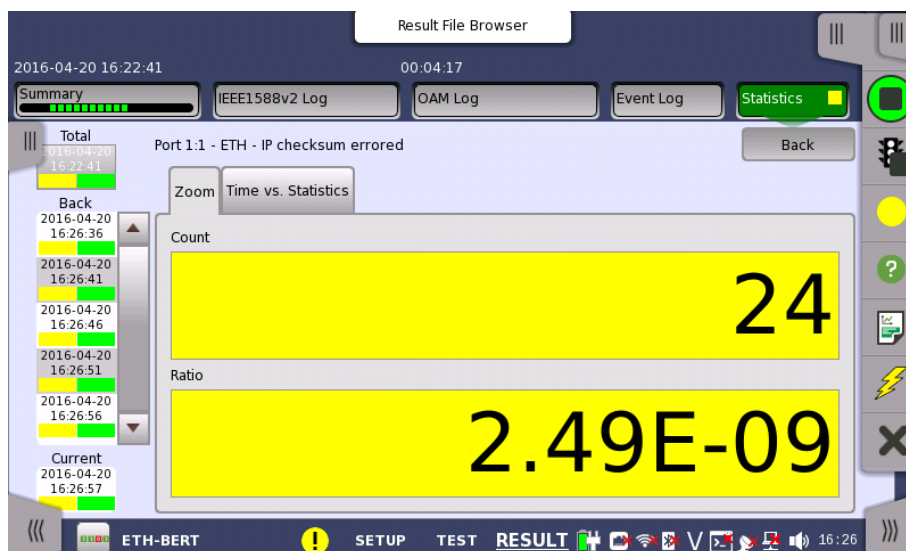 Result File Browser
2016-04-20 16:22:41
00:04:17
Summary
IEEE1588v2 Log
OAM Log
Event Log
Statistics
Total
2016-04-20
16:22:41
Port 1:1 - ETH - IP checksum errored
Back
Zoom
Time vs. Statistics
Back
2016-04-20
16:26:36
2016-04-20
16:26:41
2016-04-20
16:26:46
2016-04-20
16:26:51
2016-04-20
16:26:56
Current
2016-04-20
16:26:57
Count
24
Ratio
2.49E-09
ETH-BERT
SETUP
TEST
RESULT
V
16:26